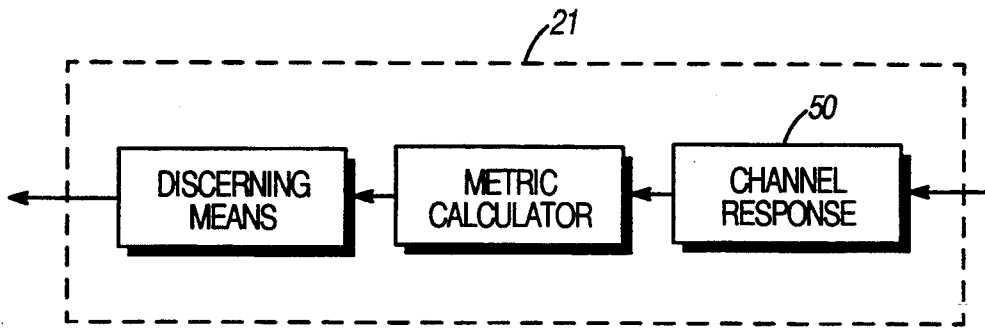 21
50
DISCERNING
MEANS
METRIC
CALCULATOR
CHANNEL
RESPONSE